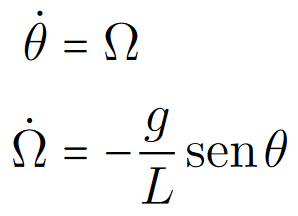 θ̇ = Ω
Ω̇ = −g/L sen θ